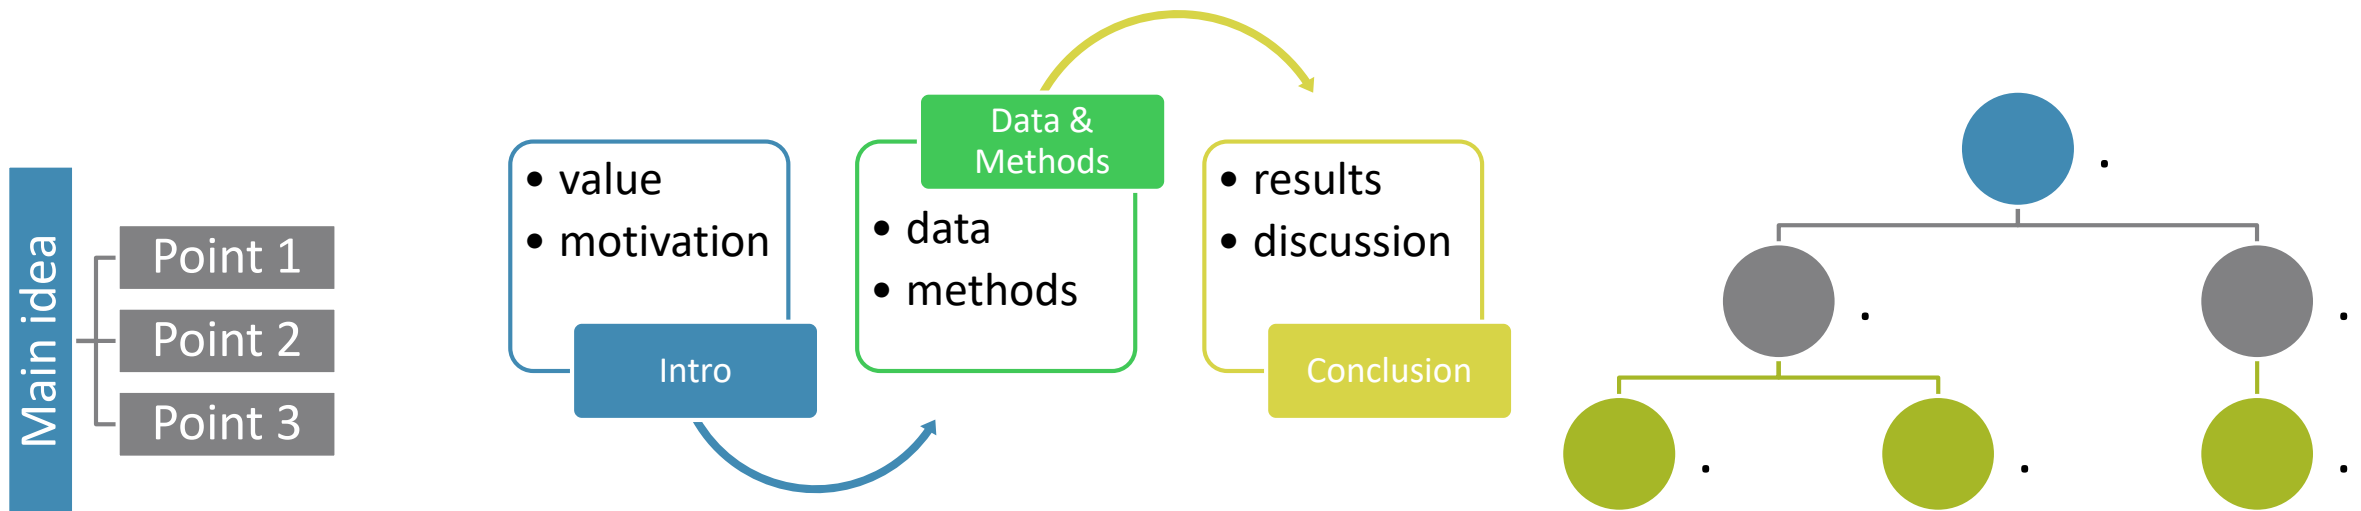 Main idea
Point 1
Point 2
Point 3
• value
• motivation
Intro
Data &
Methods
• data
• methods
• results
• discussion
Conclusion
.
.
.
.
.
.